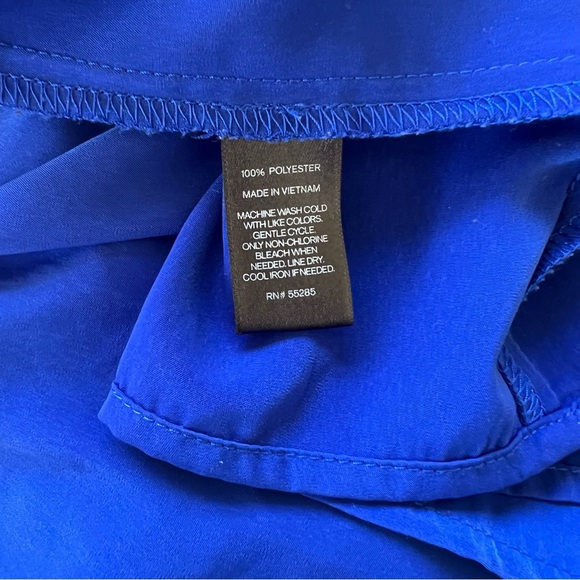 100% POLYESTER
MADE IN VIETNAM
MACHINE WASH COLD
WITH LIKE COLORS.
GENTLE CYCLE.
ONLY NON-CHLORINE
BLEACH WHEN
NEEDED. LINE DRY.
COOL IRON IF NEEDED.
RN# 55285